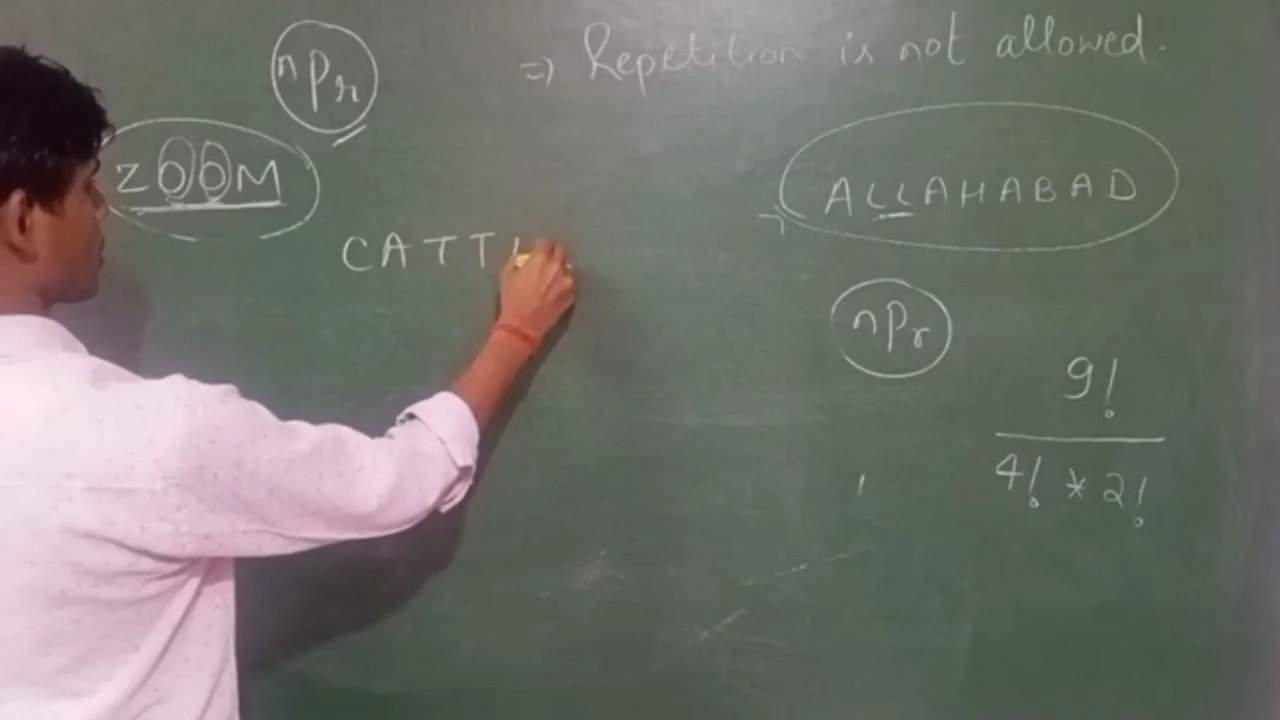 nPr
=) Repetition is not allowed.
ZOOM
ALLAHABAD
CATT
nPr
9!
4! * 2!